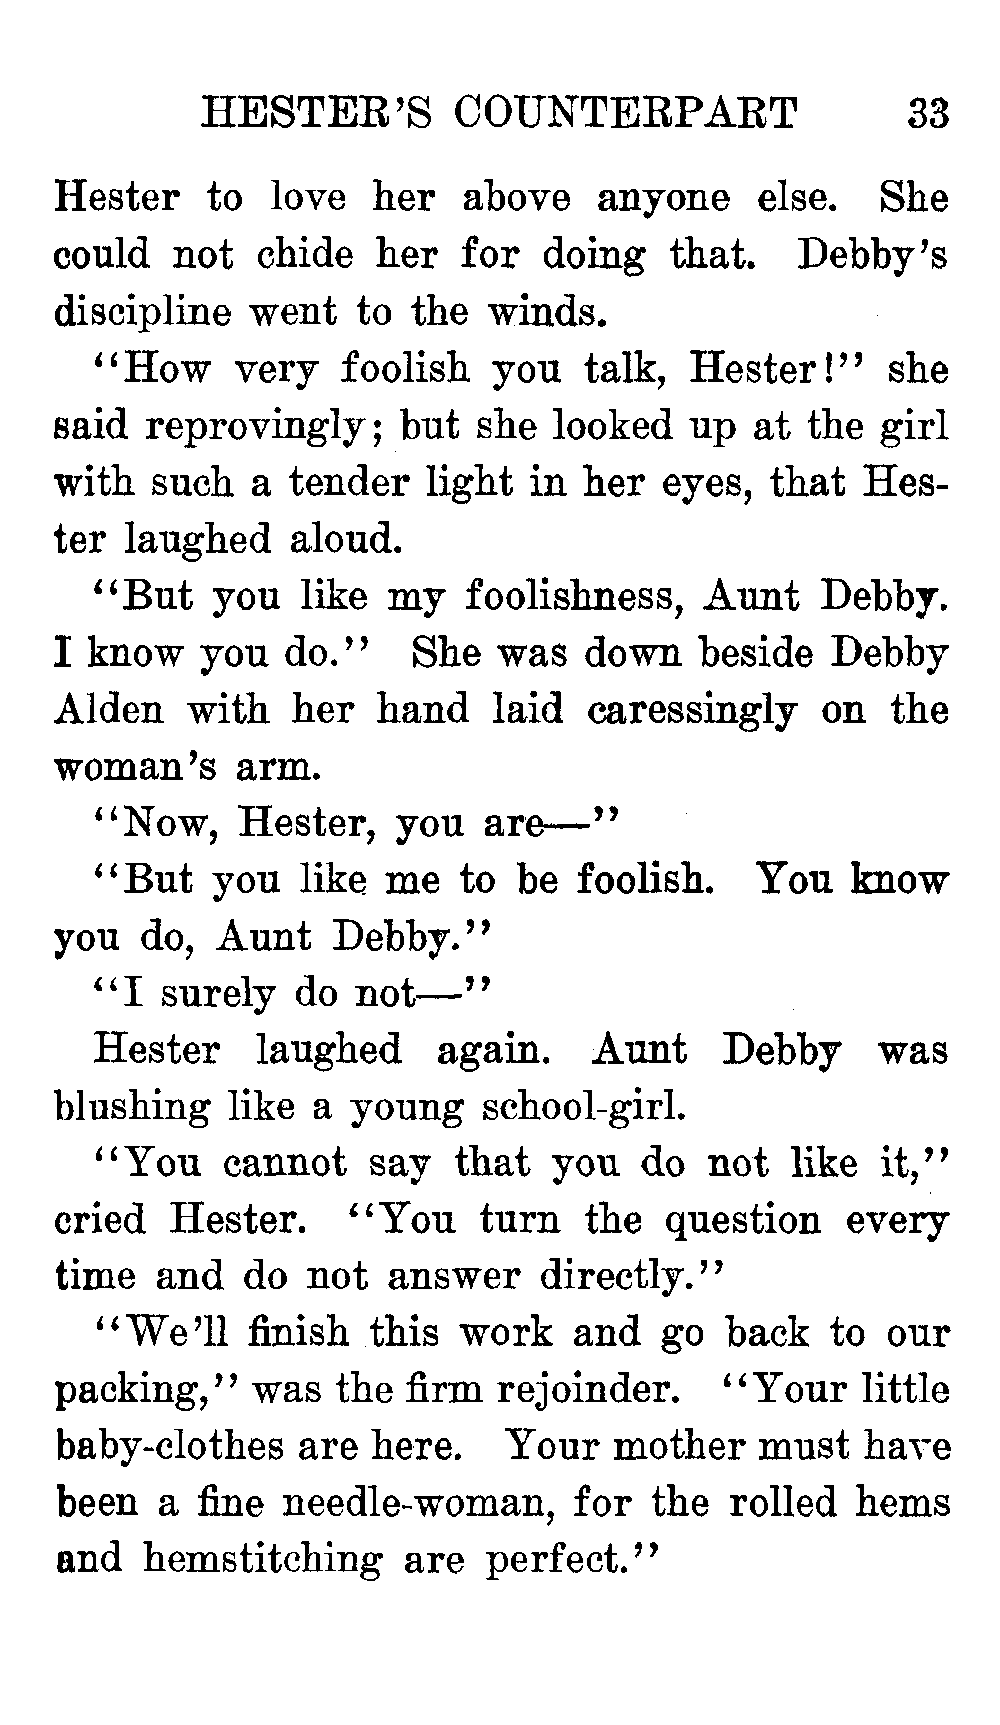 HESTER'S COUNTERPART 33
Hester to love her above anyone else. She
could not chide her for doing that. Debby's
discipline went to the winds.
"How very foolish you talk, Hester!" she
said reprovingly; but she looked up at the girl
with such a tender light in her eyes, that Hes-
ter laughed aloud.
"But you like my foolishness, Aunt Debby.
I know you do." She was down beside Debby
Alden with her hand laid caressingly on the
woman's arm.
"Now, Hester, you are—"
"But you like me to be foolish. You know
you do, Aunt Debby."
"I surely do not—"
Hester laughed again. Aunt Debby was
blushing like a young school-girl.
"You cannot say that you do not like it,"
cried Hester. "You turn the question every
time and do not answer directly."
"We'll finish this work and go back to our
packing," was the firm rejoinder. "Your little
baby-clothes are here. Your mother must have
been a fine needle-woman, for the rolled hems
and hemstitching are perfect."